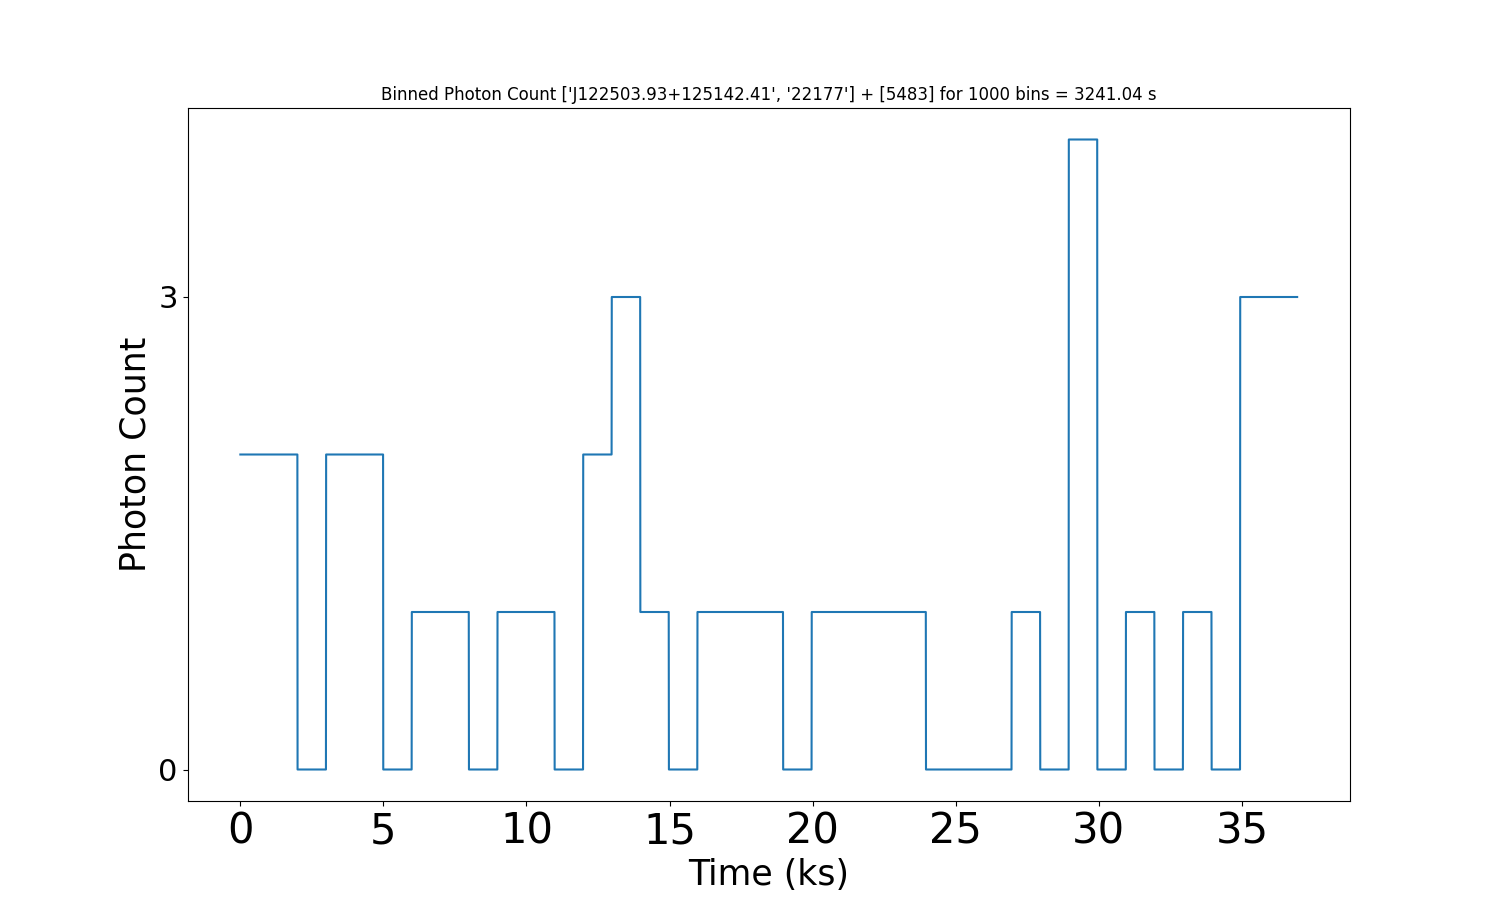 Binned Photon Count ['J122503.93+125142.41', '22177'] + [5483] for 1000 bins = 3241.04 s
Photon Count
3
0
0 5 10 15 20 25 30 35
Time (ks)